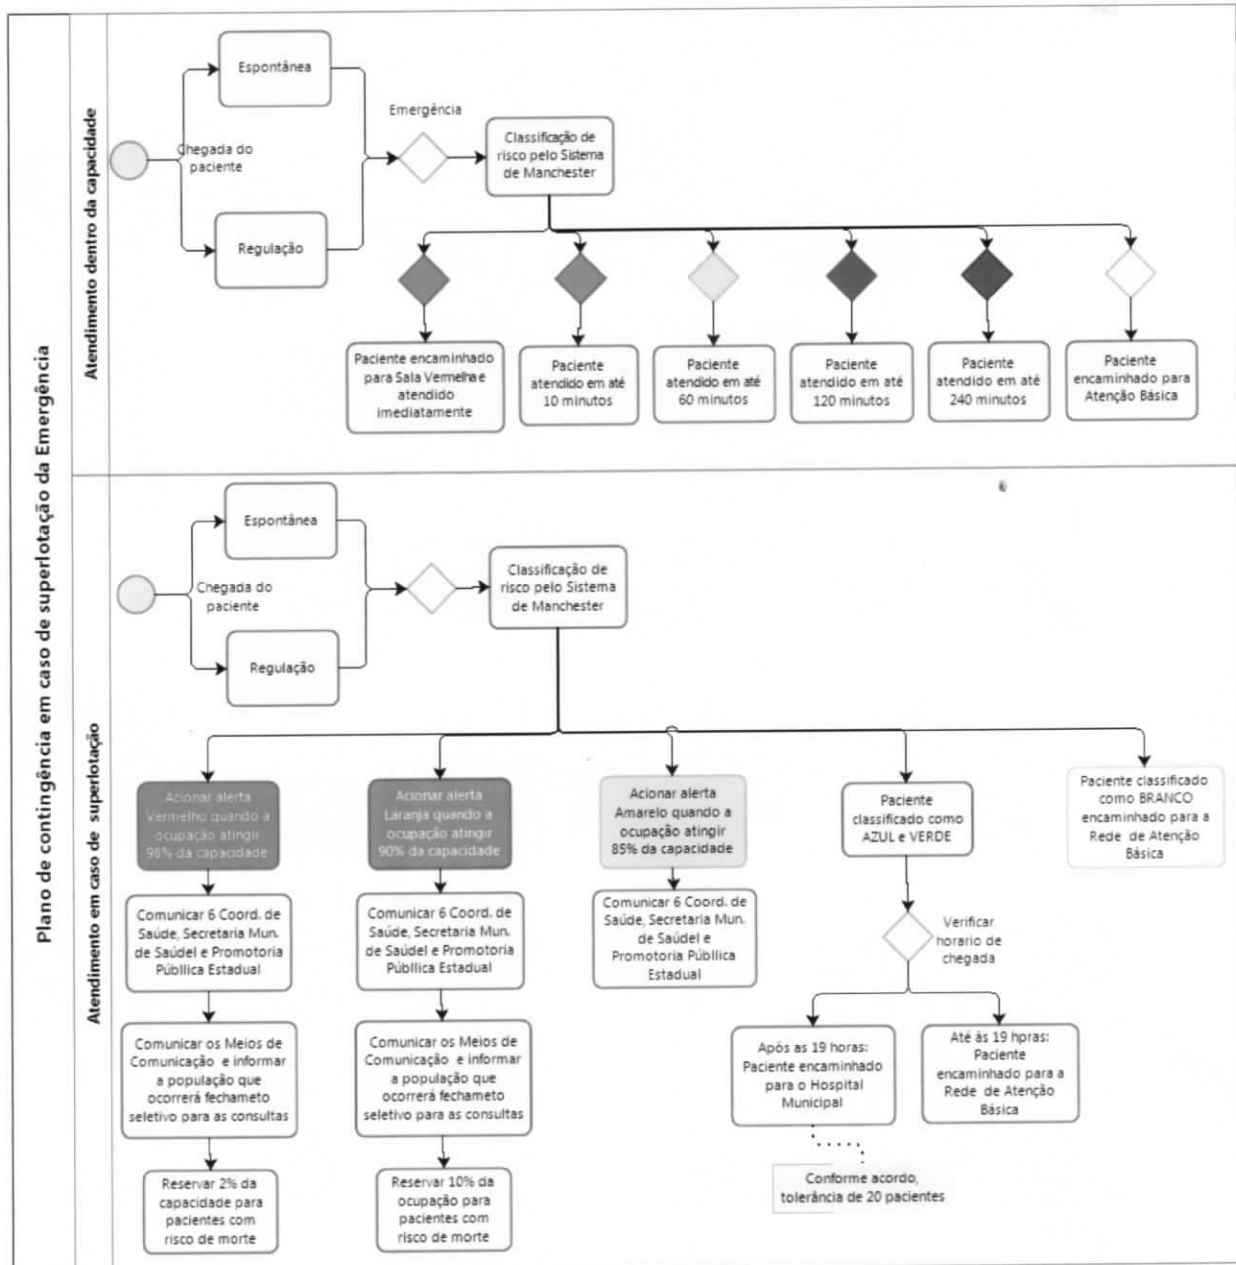 Plano de contingência em caso de superlotação da Emergência
Atendimento dentro da capacidade
Espontânea
Chegada do
paciente
Regulação
Emergência
Classificação de
risco pelo Sistema
de Manchester
Paciente encaminhado
para Sala Vermelha e
atendido
imediatamente
Paciente
atendido em até
10 minutos
Paciente
atendido em até
60 minutos
Paciente
atendido em até
120 minutos
Paciente
atendido em até
240 minutos
Paciente
encaminhado para
Atenção Básica
Atendimento em caso de superlotação
Espontânea
Chegada do
paciente
Regulação
Classificação de
risco pelo Sistema
de Manchester
Acionar alerta
Vermelho quando a
ocupação atingir
98% da capacidade
Comunicar 6 Coord. de
Saúde, Secretaria Mun.
de Saúdel e Promotoria
Públlica Estadual
Comunicar os Meios de
Comunicação e informar
a população que
ocorrerá fechameto
seletivo para as consultas
Reservar 2% da
capacidade para
pacientes com
risco de morte
Acionar alerta
Laranja quando a
ocupação atingir
90% da capacidade
Comunicar 6 Coord. de
Saúde, Secretaria Mun.
de Saúdel e Promotoria
Públlica Estadual
Comunicar os Meios de
Comunicação e informar
a população que
ocorrerá fechameto
seletivo para as consultas
Reservar 10% da
ocupação para
pacientes com
risco de morte
Acionar alerta
Amarelo quando a
ocupação atingir
85% da capacidade
Comunicar 6 Coord. de
Saúde, Secretaria Mun.
de Saúdel e
Promotoria Públlica
Estadual
Paciente
classificado como
AZUL e VERDE
Verificar
horario de
chegada
Após as 19 horas:
Paciente encaminhado
para o Hospital
Municipal
Conforme acordo,
tolerância de 20 pacientes
Até às 19 hpras:
Paciente
encaminhado para a
Rede de Atenção
Básica
Paciente classificado
como BRANCO
encaminhado para a
Rede de Atenção
Básica